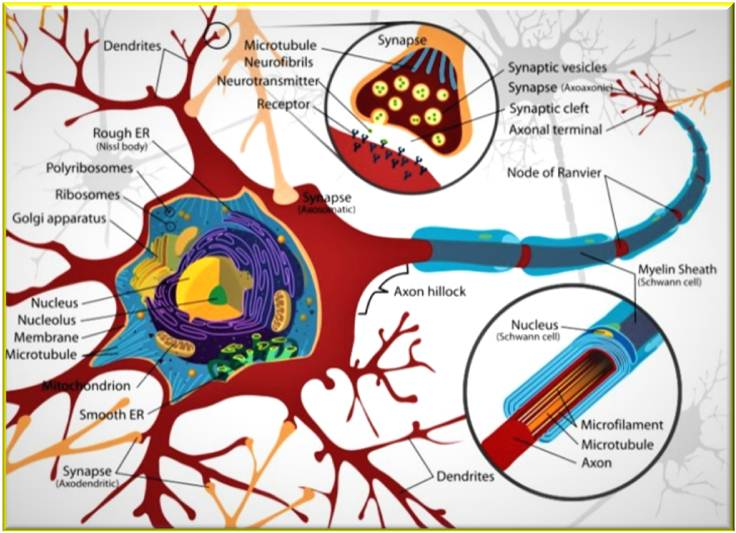 Dendrites
Microtubule
Neurofibrils
Neurotransmitter
Receptor
Synapse
Synaptic vesicles
Synapse (Axoaxonic)
Synaptic cleft
Axonal terminal
Rough ER
(Nissl body)
Polyribosomes
Ribosomes
Golgi apparatus
Synapse
(Axosomatic)
Node of Ranvier
Myelin Sheath
(Schwann cell)
Axon hillock
Nucleus
Nucleolus
Membrane
Microtubule
Mitochondrion
Smooth ER
Synapse
(Axodendritic)
Dendrites
Nucleus
(Schwann cell)
Microfilament
Microtubule
Axon